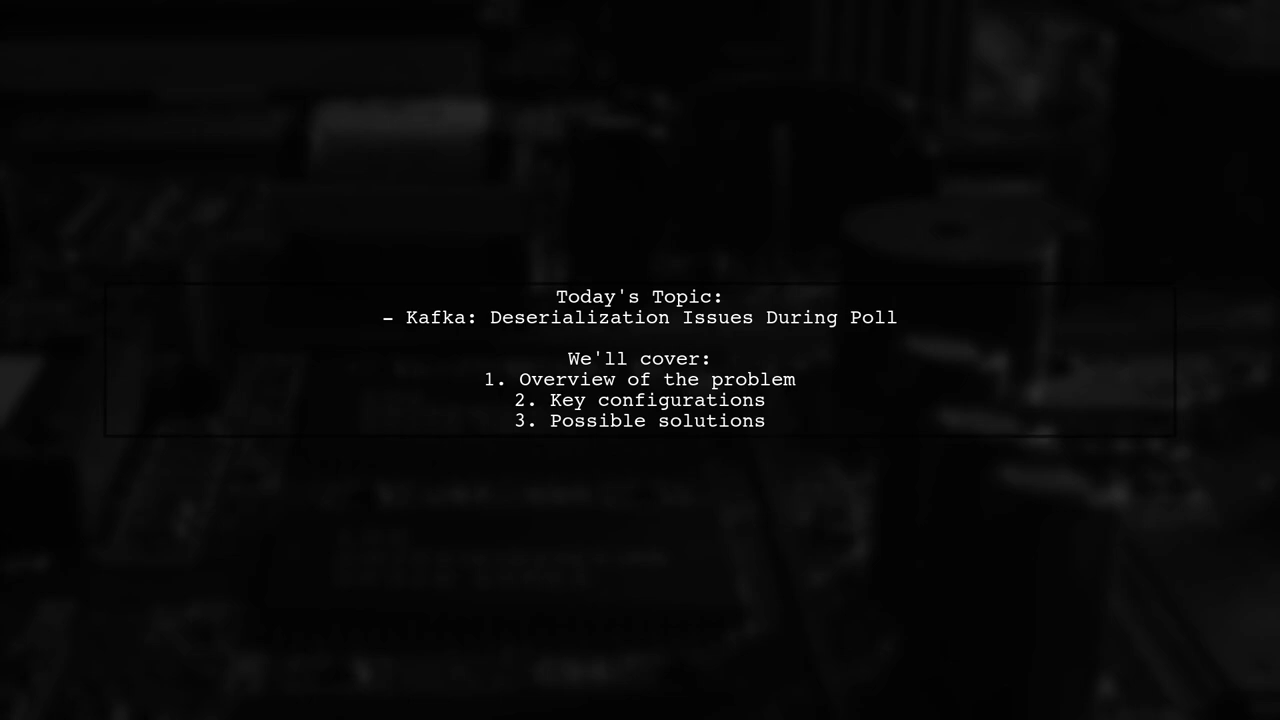 Today's Topic:
- Kafka: Deserialization Issues During Poll
We'll cover:
1. Overview of the problem
2. Key configurations
3. Possible solutions